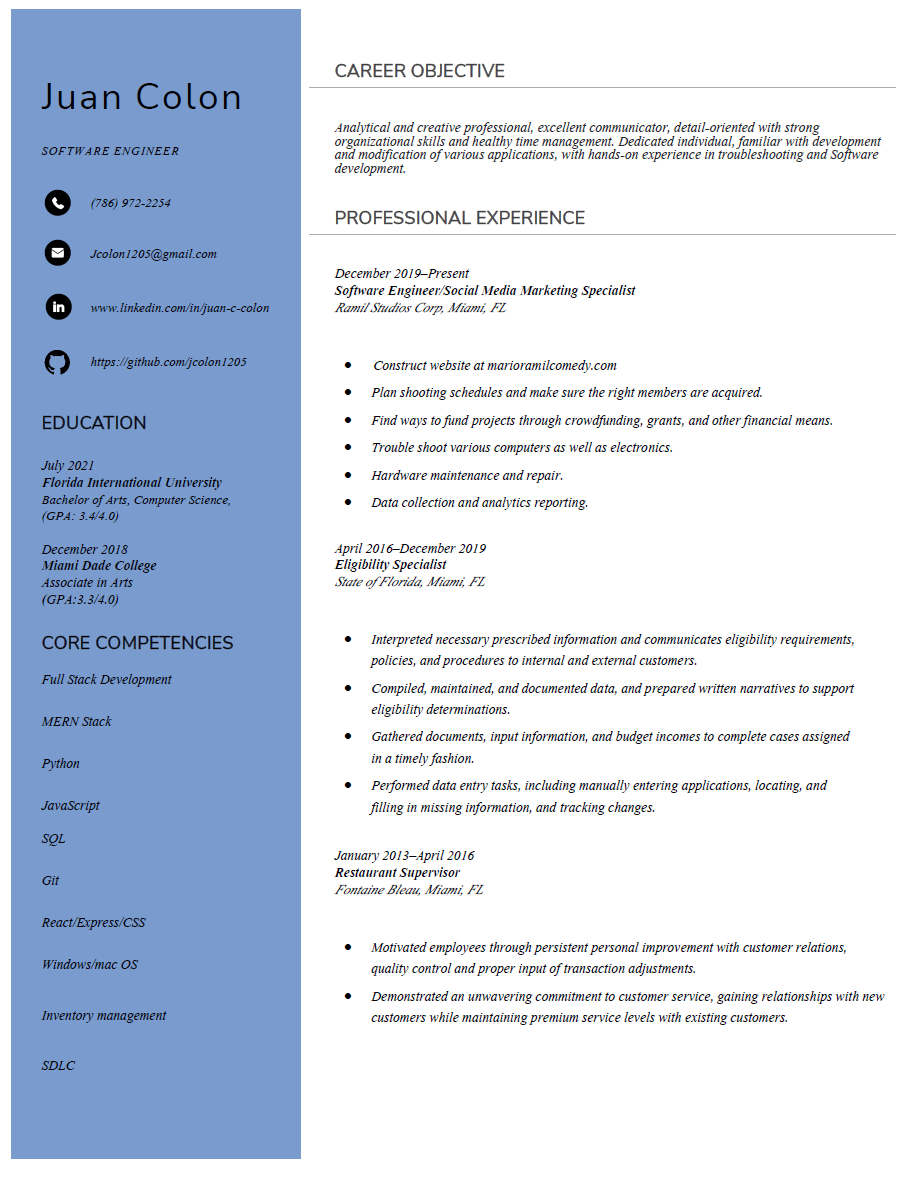 Juan Colon
SOFTWARE ENGINEER
(786) 972-2254
Jcolon1205@gmail.com
in
www.linkedin.com/in/juan-c-colon
https://github.com/jcolon1205
EDUCATION
July 2021
Florida International University
Bachelor of Arts, Computer Science,
(GPA: 3.4/4.0)
December 2018
Miami Dade College
Associate in Arts
(GPA:3.3/4.0)
CORE COMPETENCIES
Full Stack Development
MERN Stack
Python
JavaScript
SQL
Git
React/Express/CSS
Windows/mac OS
Inventory management
SDLC
CAREER OBJECTIVE
Analytical and creative professional, excellent communicator, detail-oriented with strong
organizational skills and healthy time management. Dedicated individual, familiar with development
and modification of various applications, with hands-on experience in troubleshooting and Software
development.
PROFESSIONAL EXPERIENCE
December 2019–Present
Software Engineer/Social Media Marketing Specialist
Ramil Studios Corp, Miami, FL
● Construct website at marioramilcomedy.com
● Plan shooting schedules and make sure the right members are acquired.
● Find ways to fund projects through crowdfunding, grants, and other financial means.
● Trouble shoot various computers as well as electronics.
● Hardware maintenance and repair.
● Data collection and analytics reporting.
April 2016–December 2019
Eligibility Specialist
State of Florida, Miami, FL
● Interpreted necessary prescribed information and communicates eligibility requirements,
policies, and procedures to internal and external customers.
● Compiled, maintained, and documented data, and prepared written narratives to support
eligibility determinations.
● Gathered documents, input information, and budget incomes to complete cases assigned
in a timely fashion.
● Performed data entry tasks, including manually entering applications, locating, and
filling in missing information, and tracking changes.
January 2013–April 2016
Restaurant Supervisor
Fontaine Bleau, Miami, FL
● Motivated employees through persistent personal improvement with customer relations,
quality control and proper input of transaction adjustments.
● Demonstrated an unwavering commitment to customer service, gaining relationships with new
customers while maintaining premium service levels with existing customers.